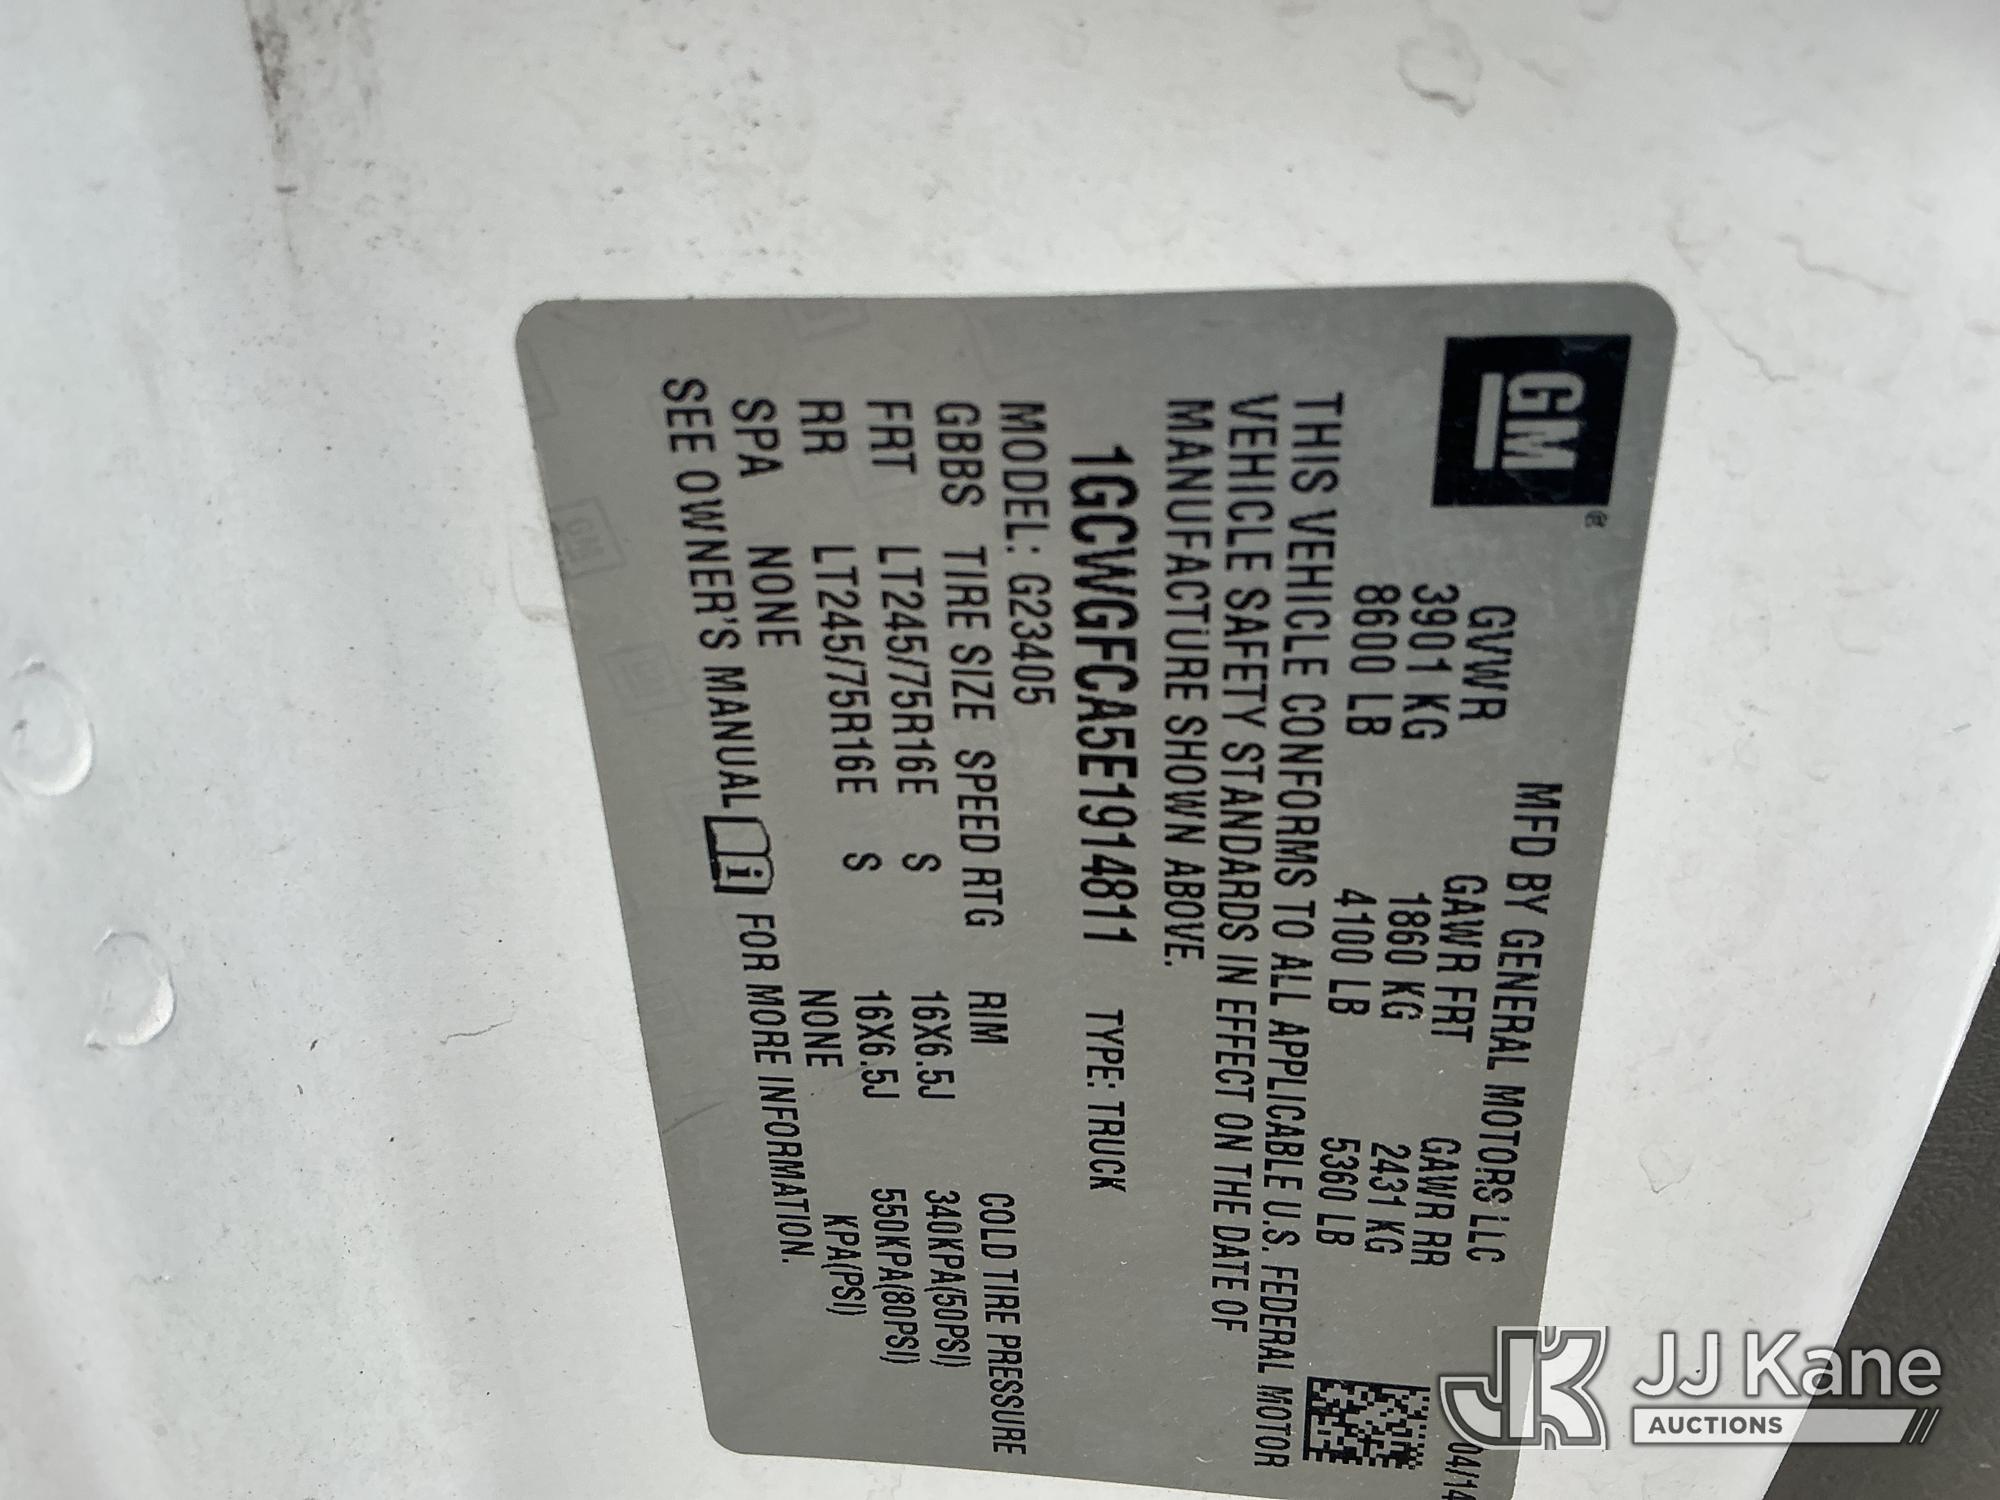 GM
MFD BY GENERAL MOTORS LLC 04/14
GVWR GAWR FRT GAWR RR
3901 KG 1860 KG 2431 KG
8600 LB 4100 LB 5360 LB
THIS VEHICLE CONFORMS TO ALL APPLICABLE U.S. FEDERAL MOTOR
VEHICLE SAFETY STANDARDS IN EFFECT ON THE DATE OF
MANUFACTURE SHOWN ABOVE.
1GCWGFCA5E1914811 TYPE: TRUCK
MODEL: G23405
GBBS TIRE SIZE SPEED RTG RIM COLD TIRE PRESSURE
FRT LT245/75R16E S 16X6.5J 340KPA(50PSI)
RR LT245/75R16E S 16X6.5J 550KPA(80PSI)
SPA NONE NONE KPA(PSI)
SEE OWNER'S MANUAL i FOR MORE INFORMATION.
JK JJ Kane
AUCTIONS